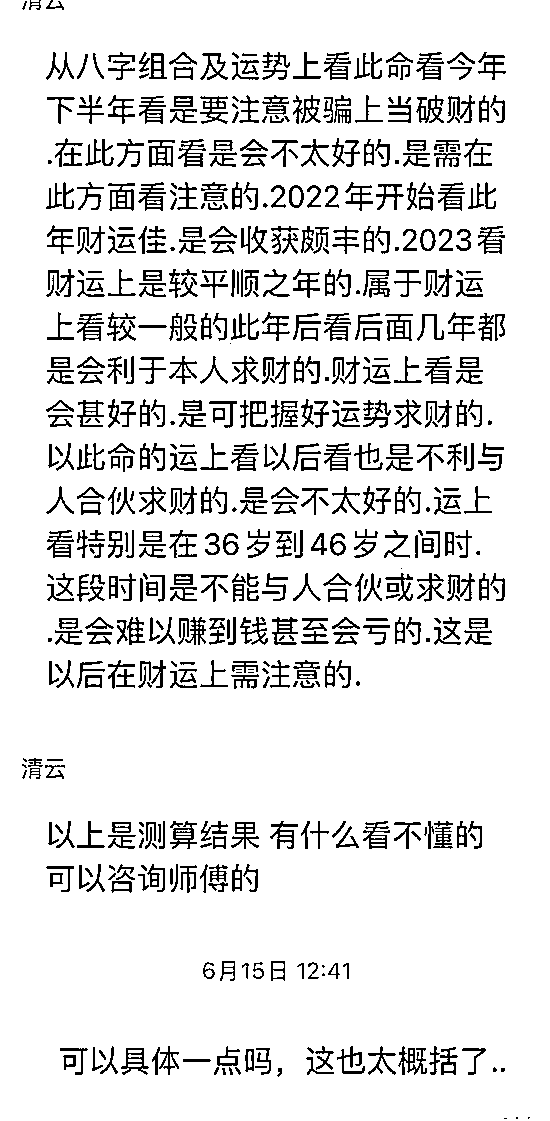 清云
从八字组合及运势上看此命看今年
下半年看是要注意被骗上当破财的
.在此方面看是会不太好的.是需在
此方面看注意的.2022年开始看此
年财运佳.是会收获颇丰的.2023看
财运上是较平顺之年的.属于财运
上看较一般的此年后看后面几年都
是会利于本人求财的.财运上看是
会甚好的.是可把握好运势求财的.
以此命的运上看以后看也是不利与
人合伙求财的.是会不太好的.运上
看特别是在36岁到46岁之间时.
这段时间是不能与人合伙或求财的
.是会难以赚到钱甚至会亏的.这是
以后在财运上需注意的.
清云
以上是测算结果 有什么看不懂的
可以咨询师傅的
6月15日 12:41
可以具体一点吗，这也太概括了..